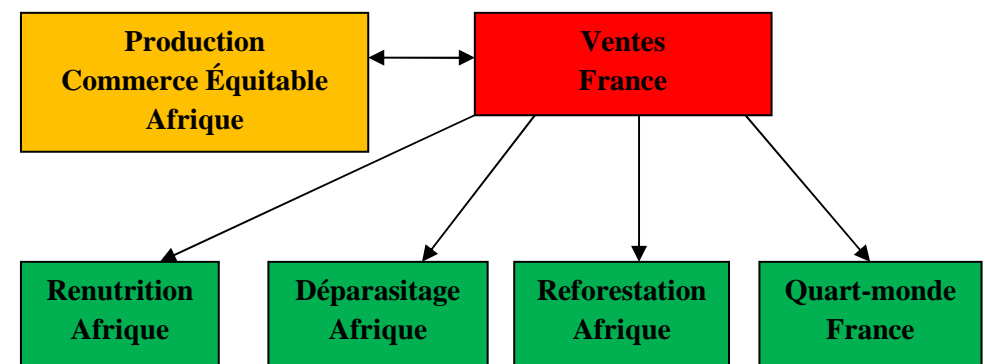 Production
Commerce Équitable
Afrique
Ventes
France
Renutrition
Afrique
Déparasitage
Afrique
Reforestation
Afrique
Quart-monde
France